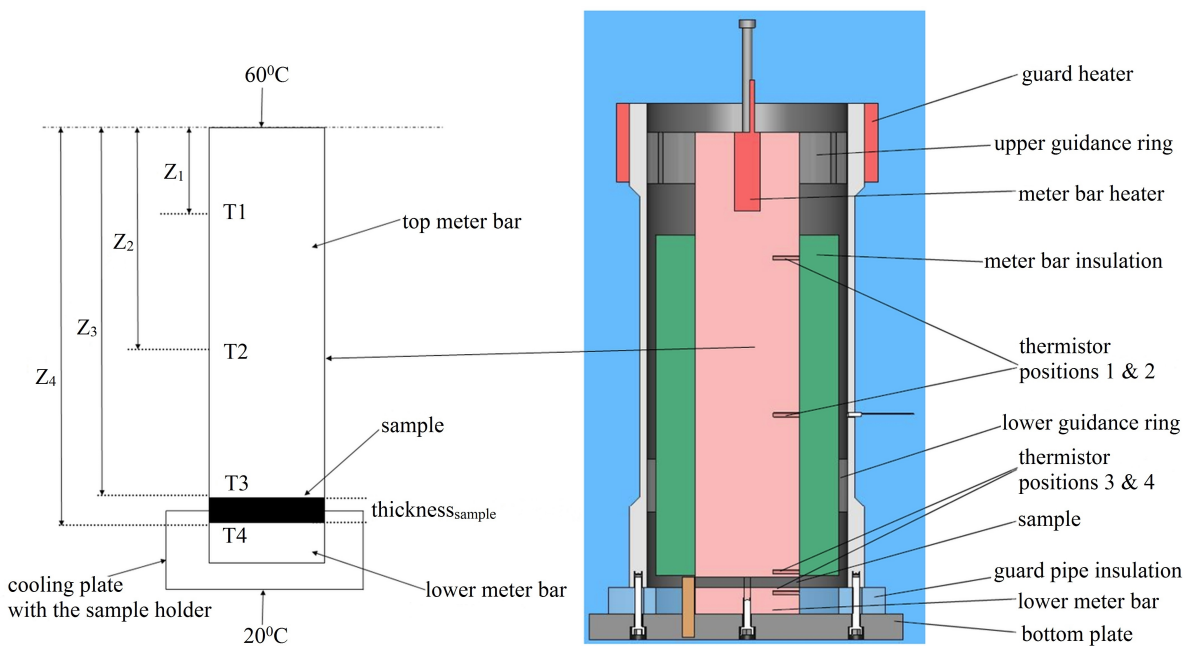 60⁰C
Z₁
T1
top meter bar
Z₂
Z₃
T2
Z₄
sample
T3
thickness_sample
T4
cooling plate
with the sample holder
lower meter bar
20⁰C
guard heater
upper guidance ring
meter bar heater
meter bar insulation
thermistor
positions 1 & 2
lower guidance ring
thermistor
positions 3 & 4
sample
guard pipe insulation
lower meter bar
bottom plate